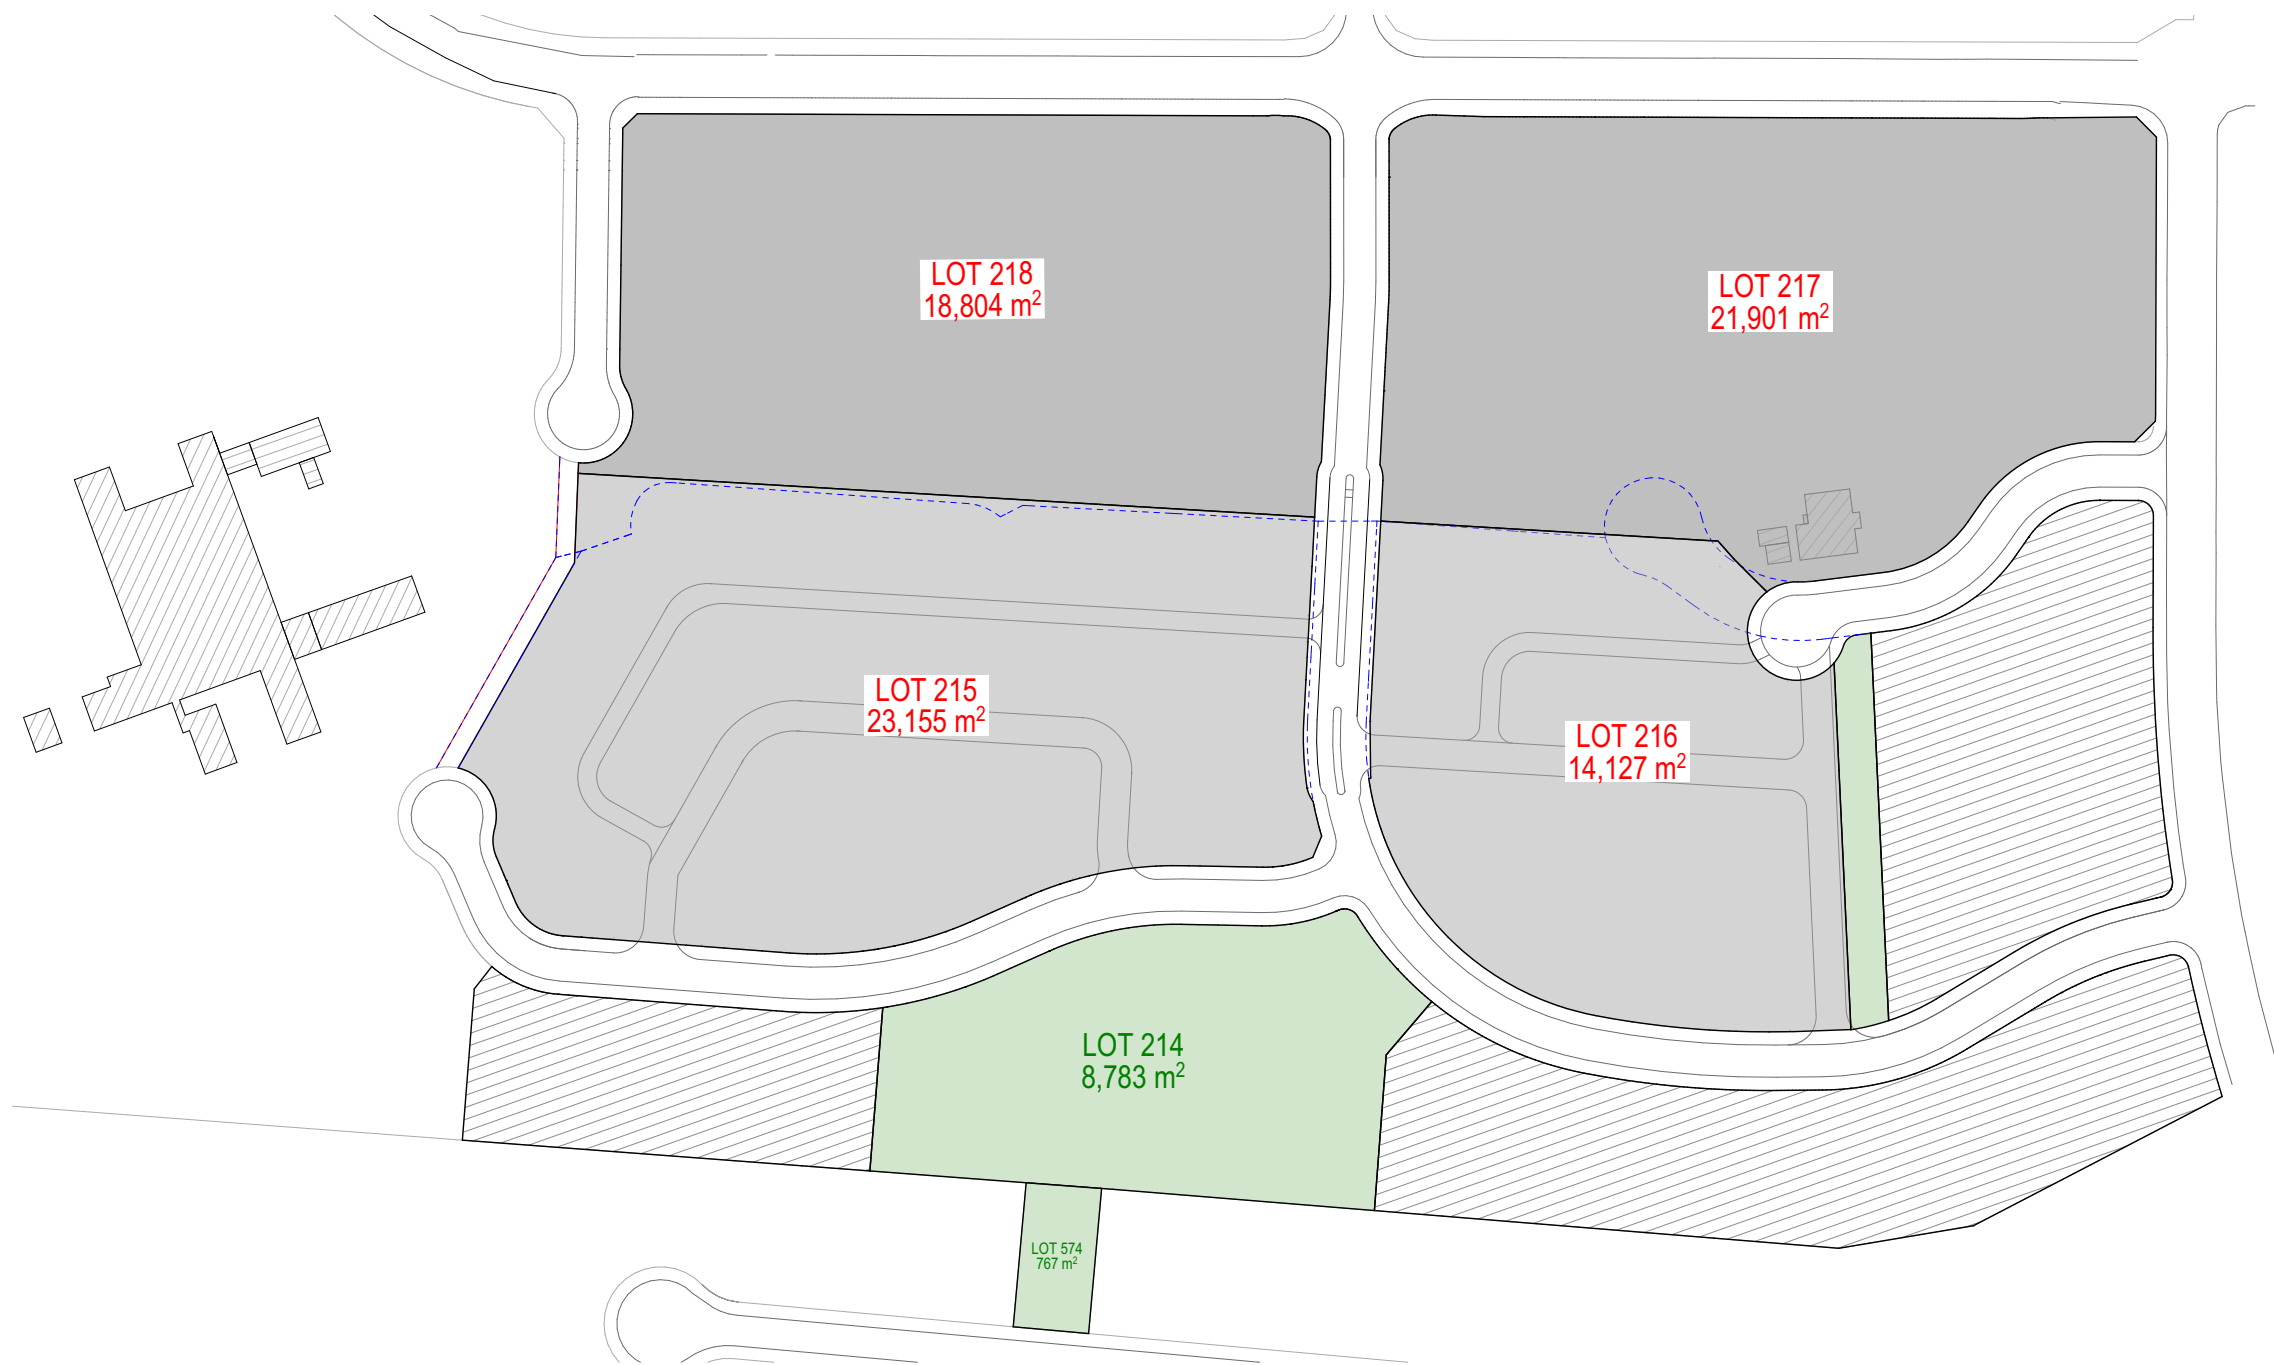 LOT 218
18,804 m²
LOT 217
21,901 m²
LOT 215
23,155 m²
LOT 216
14,127 m²
LOT 214
8,783 m²
LOT 574
767 m²